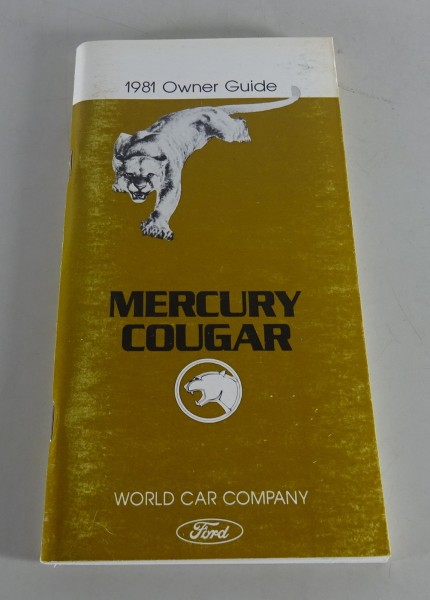 1981 Owner Guide
MERCURY
COUGAR
WORLD CAR COMPANY
Ford